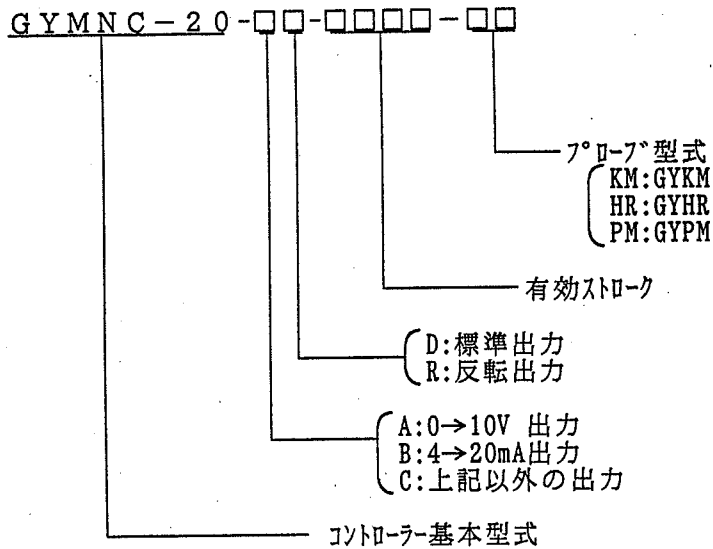 GYMNC-20-□□-□□□□-□□
プローブ型式
KM:GYKM
HR:GYHR
PM:GYPM
有効ストローク
D:標準出力
R:反転出力
A:0→10V 出力
B:4→20mA出力
C:上記以外の出力
コントローラー基本型式